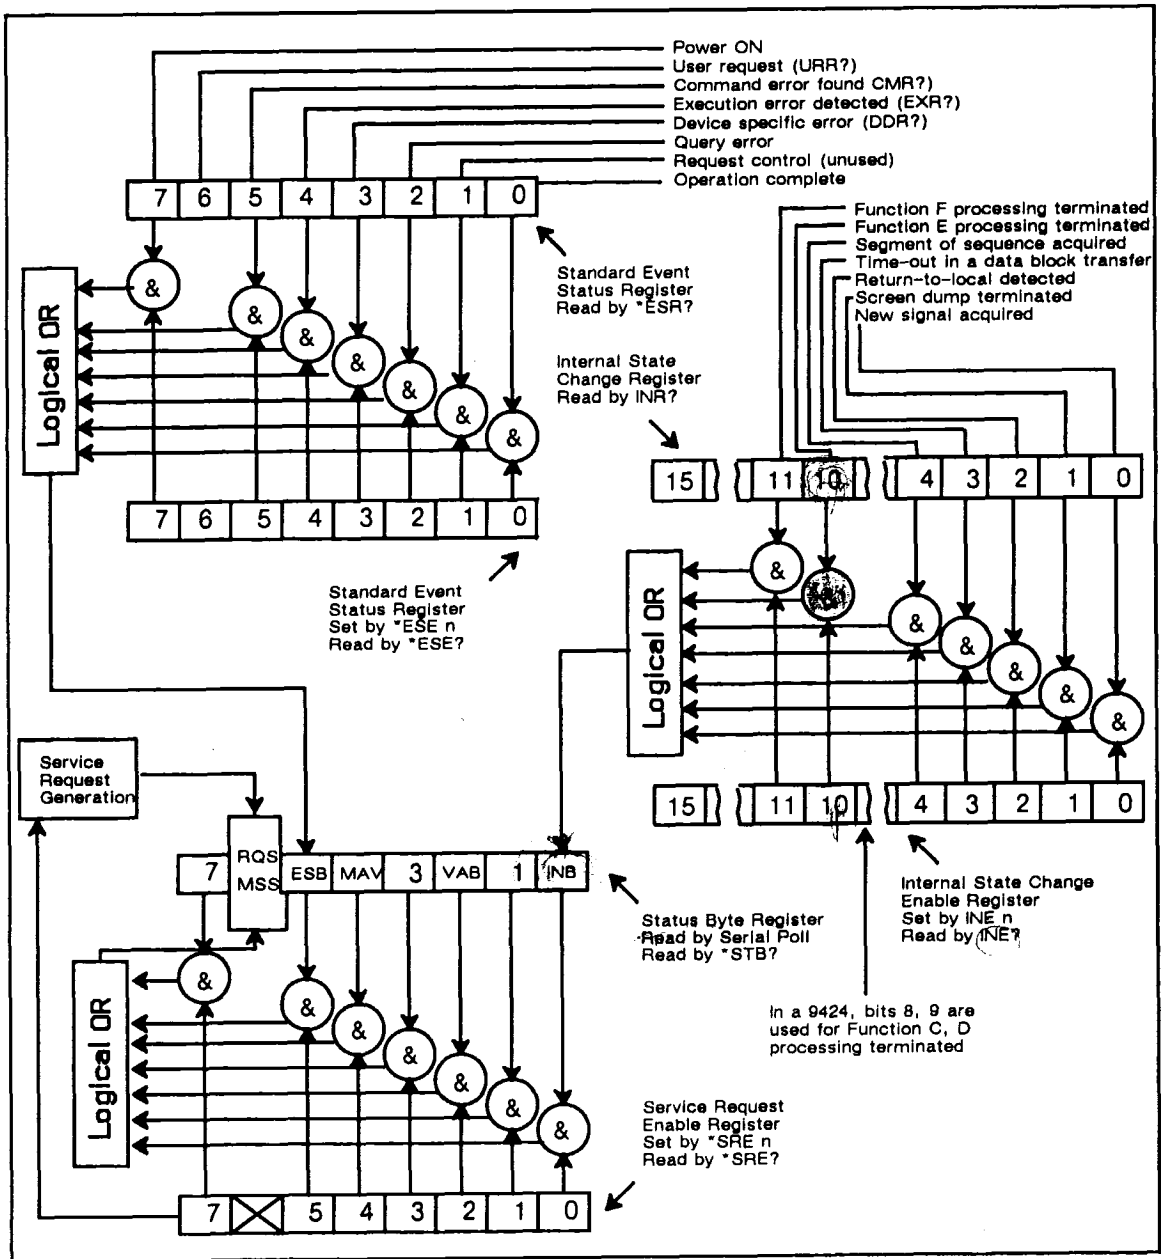 Power ON
User request (URR?)
Command error found CMR?)
Execution error detected (EXR?)
Device specific error (DDR?)
Query error
Request control (unused)
Operation complete
7 6 5 4 3 2 1 0
Function F processing terminated
Function E processing terminated
Segment of sequence acquired
Time-out in a data block transfer
Return-to-local detected
Screen dump terminated
New signal acquired
&
&
&
&
&
&
&
Logical OR
Standard Event
Status Register
Read by *ESR?
Internal State
Change Register
Read by INR?
15 11 10 4 3 2 1 0
7 6 5 4 3 2 1 0
Standard Event
Status Register
Set by *ESE n
Read by *ESE?
&
&
&
&
&
&
&
Logical OR
15 11 10 4 3 2 1 0
Service
Request
Generation
7 RQS MSS ESB MAV 3 VAB 1 INB
Internal State Change
Enable Register
Set by INE n
Read by INE?
Status Byte Register
Read by Serial Poll
Read by *STB?
&
&
&
&
&
&
&
Logical OR
In a 9424, bits 8, 9 are
used for Function C, D
processing terminated
Service Request
Enable Register
Set by *SRE n
Read by *SRE?
7 5 4 3 2 1 0